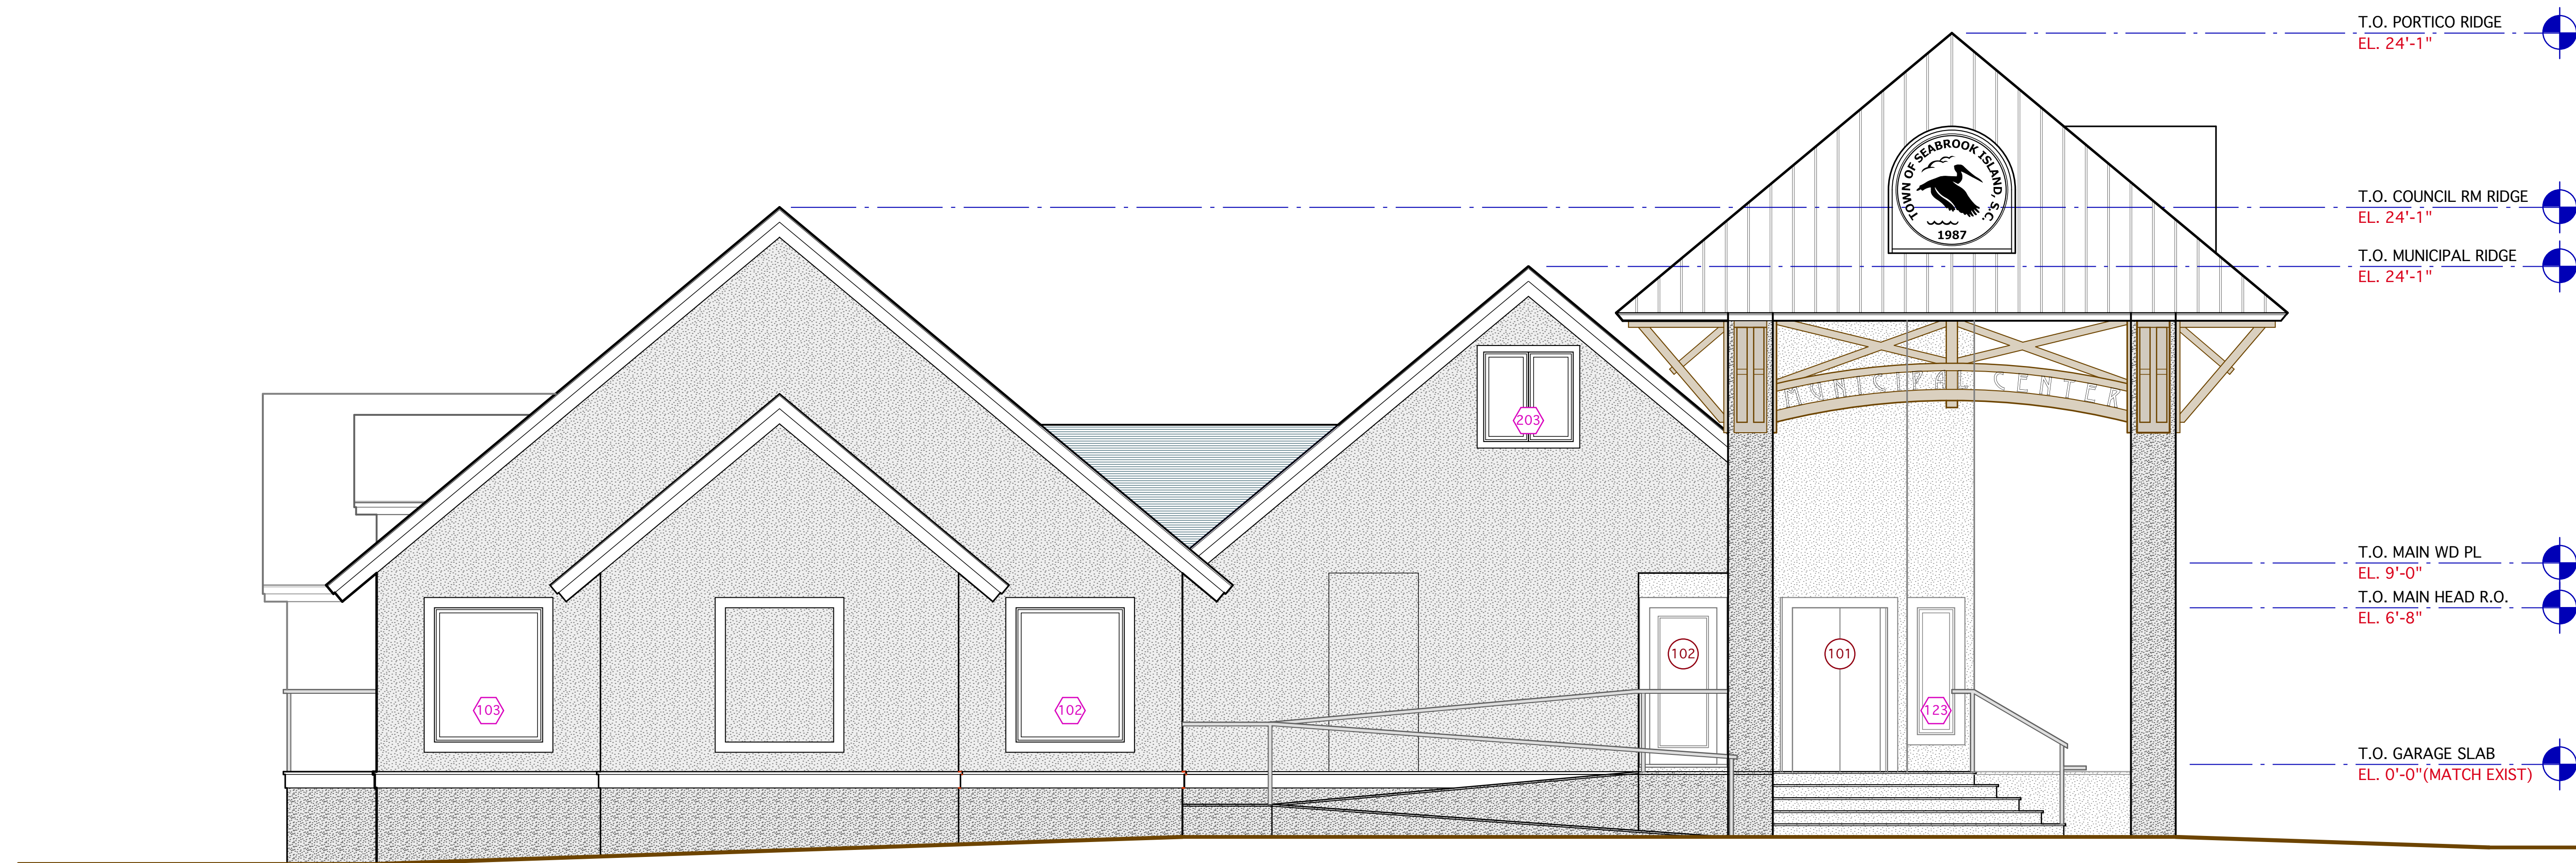 T.O. PORTICO RIDGE
EL. 24'-1"
TOWN OF SEABROOK ISLAND, S.C.
1987
T.O. COUNCIL RM RIDGE
EL. 24'-1"
T.O. MUNICIPAL RIDGE
EL. 24'-1"
MUNICIPAL CENTER
203
T.O. MAIN WD PL
EL. 9'-0"
T.O. MAIN HEAD R.O.
EL. 6'-8"
102
101
103
102
123
T.O. GARAGE SLAB
EL. 0'-0"(MATCH EXIST)